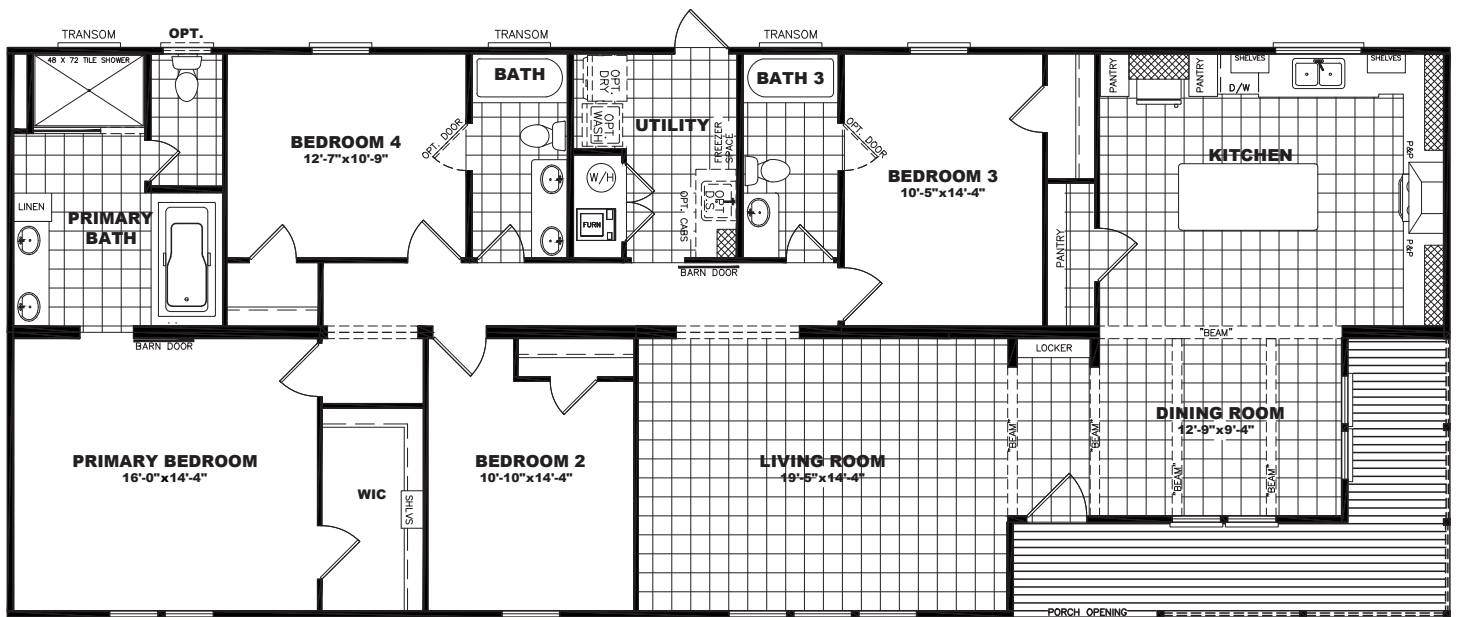 TRANSOM
OPT.
TRANSOM
TRANSOM
48 X 72 TILE SHOWER
BATH
OPT.
DRY
BATH 3
PANTRY
PANTRY
SHELVES
SHELVES
D/W
OPT.
WASH
UTILITY
FREEZER
SPACE
OPT. DOOR
OPT. DOOR
BEDROOM 4
12'-7"x10'-9"
BEDROOM 3
10'-5"x14'-4"
KITCHEN
P&P
W/H
OPT.
D.S.
OPT. CABS
FURN
LINEN
PRIMARY
BATH
PANTRY
P&P
BARN DOOR
"BEAM"
BARN DOOR
LOCKER
PRIMARY BEDROOM
16'-0"x14'-4"
WIC
SHLVS
BEDROOM 2
10'-10"x14'-4"
LIVING ROOM
19'-5"x14'-4"
"BEAM"
"BEAM"
DINING ROOM
12'-9"x9'-4"
"BEAM"
"BEAM"
PORCH OPENING